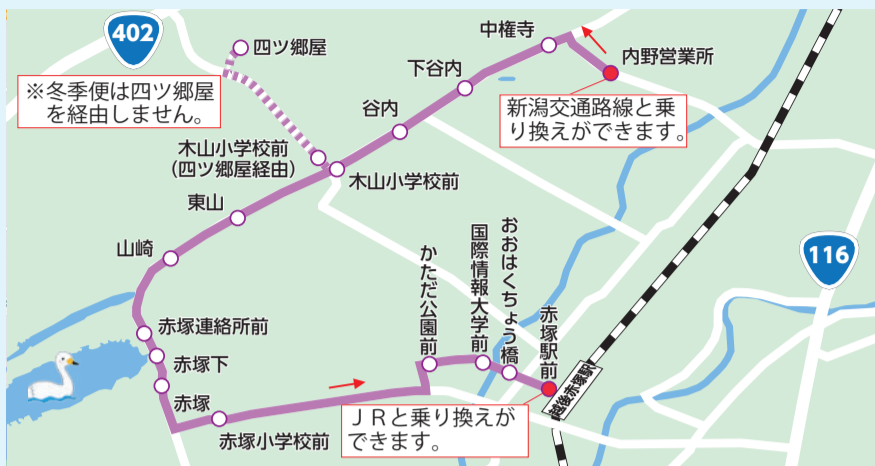 402
四ツ郷屋
※冬季便は四ツ郷屋
を経由しません。
中権寺
内野営業所
下谷内
新潟交通路線と乗
り換えができます。
谷内
木山小学校前
(四ツ郷屋経由)
木山小学校前
東山
山崎
116
おおはくちょう橋
国際情報大学前
かただ公園前
赤塚駅前
越後赤塚駅
赤塚連絡所前
赤塚下
赤塚
赤塚小学校前
ＪＲと乗り換えが
できます。